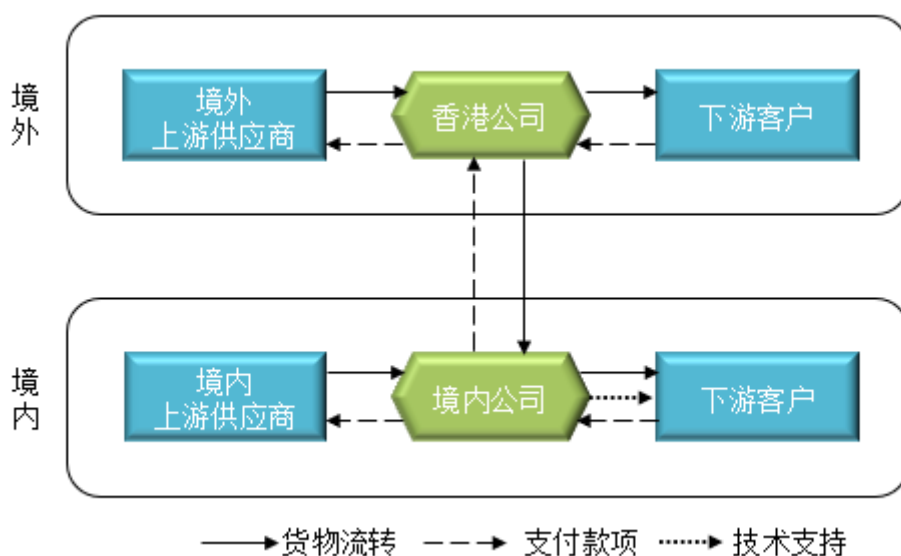 境外
境外
上游供应商
香港公司
下游客户
境内
境内
上游供应商
境内公司
下游客户
货物流转
支付款项
技术支持